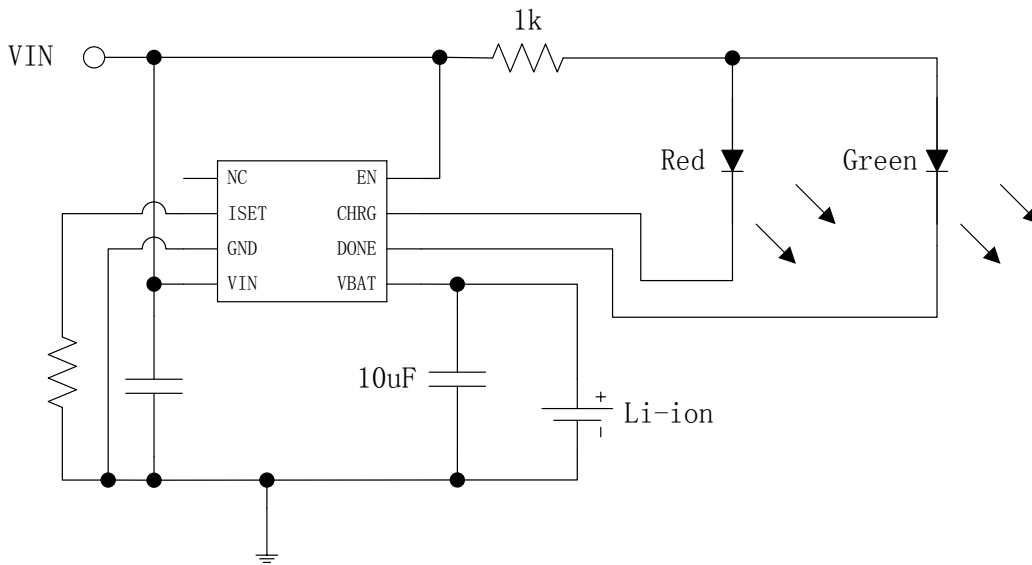 1k
VIN
Red
Green
NC
EN
ISET
CHRG
GND
DONE
VIN
VBAT
10uF
+
Li-ion
-